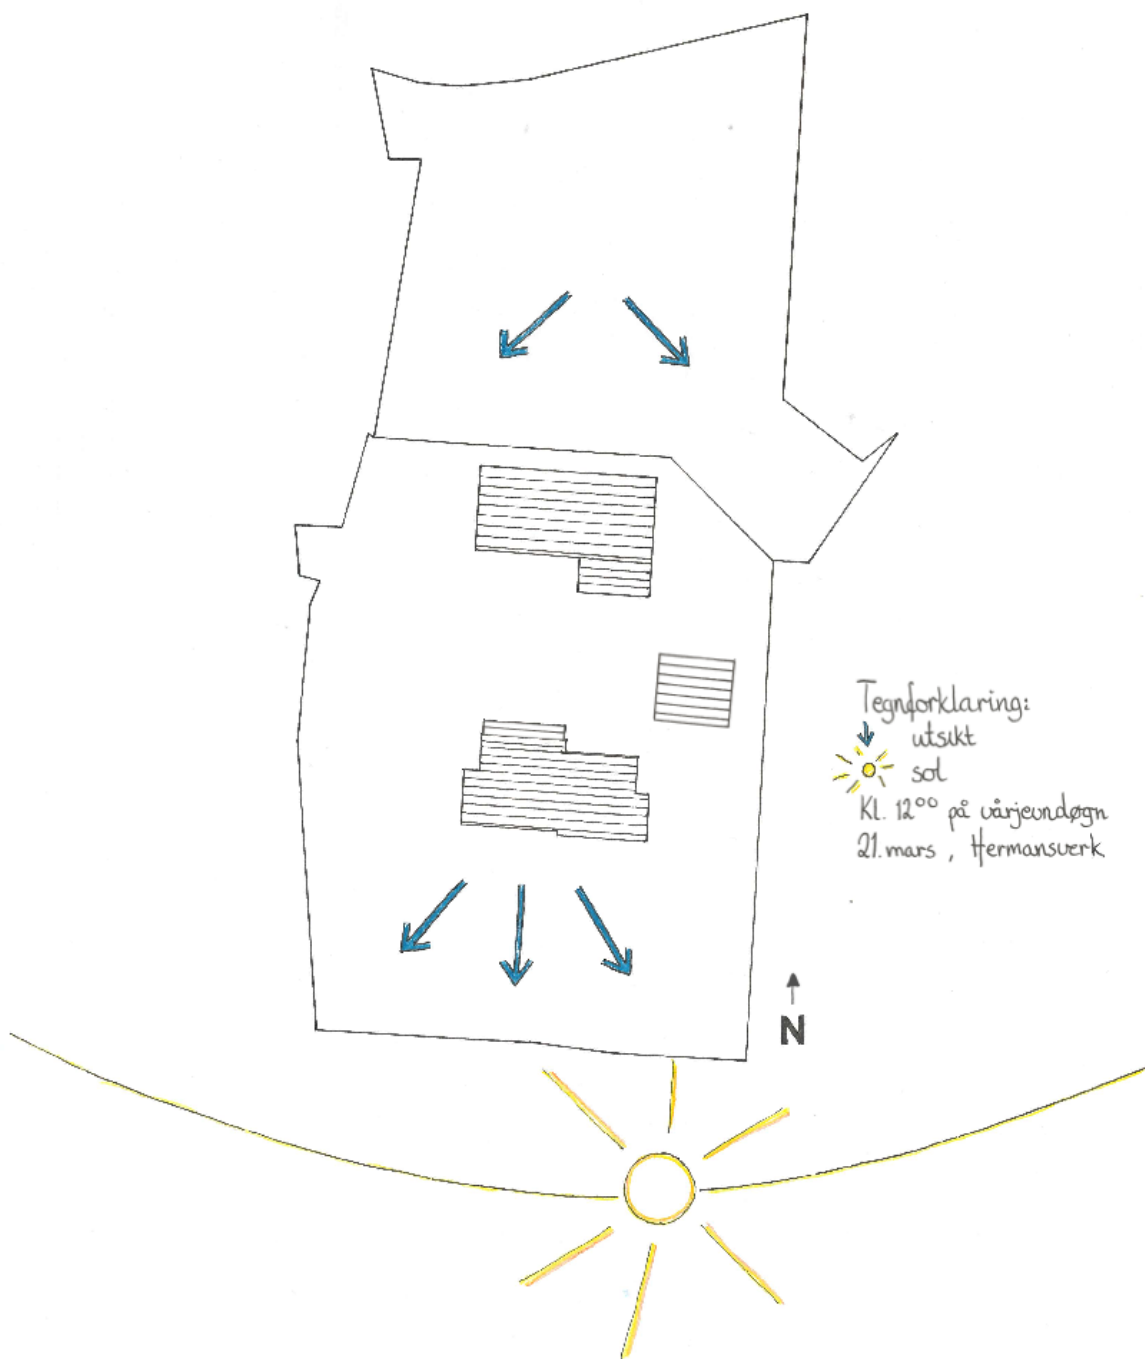 Tegnforklaring:
utsikt
sol
Kl. 12⁰⁰ på vårjevndøgn
21. mars, Hermansverk
N